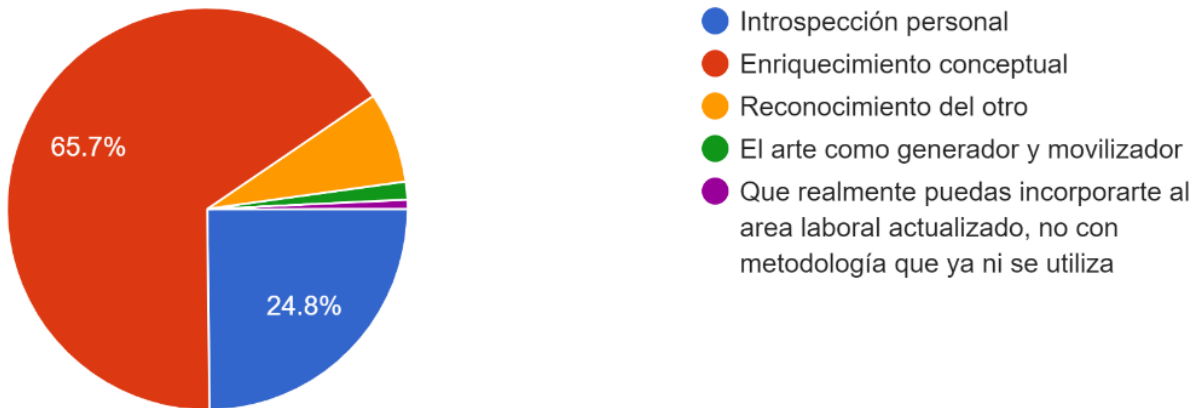 65.7%
24.8%
Introspección personal
Enriquecimiento conceptual
Reconocimiento del otro
El arte como generador y movilizador
Que realmente puedas incorporarte al
area laboral actualizado, no con
metodología que ya ni se utiliza